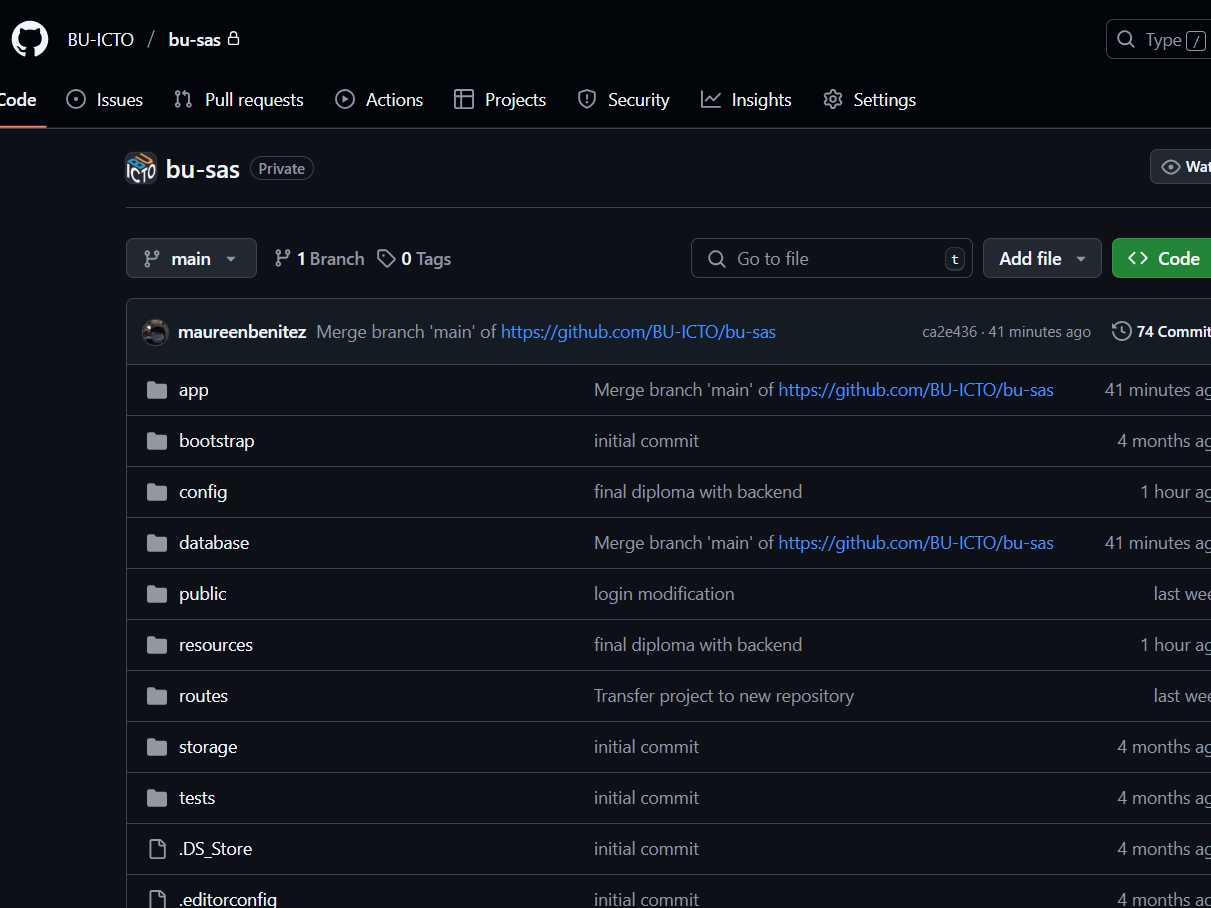 BU-ICTO / bu-sas
Type /
Code Issues Pull requests Actions Projects Security Insights Settings
ICTO bu-sas Private
main 1 Branch 0 Tags Go to file t Add file <> Code
maureenbenitez Merge branch 'main' of https://github.com/BU-ICTO/bu-sas ca2e436 · 41 minutes ago 74 Commit
app Merge branch 'main' of https://github.com/BU-ICTO/bu-sas 41 minutes ag
bootstrap initial commit 4 months ag
config final diploma with backend 1 hour ag
database Merge branch 'main' of https://github.com/BU-ICTO/bu-sas 41 minutes ag
public login modification last wee
resources final diploma with backend 1 hour ag
routes Transfer project to new repository last wee
storage initial commit 4 months ag
tests initial commit 4 months ag
.DS_Store initial commit 4 months ag
.editorconfig initial commit 4 months ag